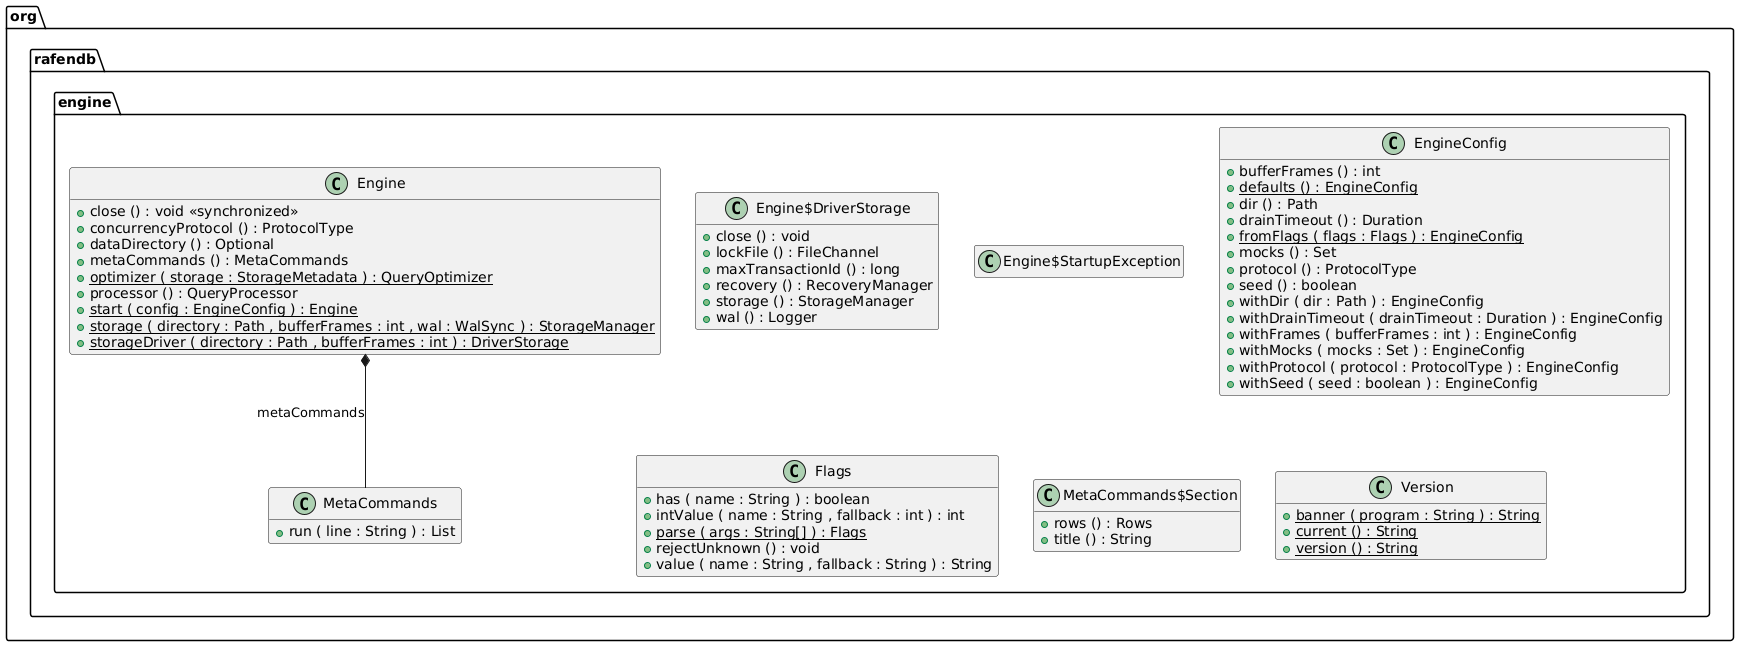 org
rafendb
engine
Engine
close () : void «synchronized»
concurrencyProtocol () : ProtocolType
dataDirectory () : Optional
metaCommands () : MetaCommands
optimizer ( storage : StorageMetadata ) : QueryOptimizer
processor () : QueryProcessor
start ( config : EngineConfig ) : Engine
storage ( directory : Path , bufferFrames : int , wal : WalSync ) : StorageManager
storageDriver ( directory : Path , bufferFrames : int ) : DriverStorage
Engine$DriverStorage
close () : void
lockFile () : FileChannel
maxTransactionId () : long
recovery () : RecoveryManager
storage () : StorageManager
wal () : Logger
Engine$StartupException
EngineConfig
bufferFrames () : int
defaults () : EngineConfig
dir () : Path
drainTimeout () : Duration
fromFlags ( flags : Flags ) : EngineConfig
mocks () : Set
protocol () : ProtocolType
seed () : boolean
withDir ( dir : Path ) : EngineConfig
withDrainTimeout ( drainTimeout : Duration ) : EngineConfig
withFrames ( bufferFrames : int ) : EngineConfig
withMocks ( mocks : Set ) : EngineConfig
withProtocol ( protocol : ProtocolType ) : EngineConfig
withSeed ( seed : boolean ) : EngineConfig
metaCommands
MetaCommands
run ( line : String ) : List
Flags
has ( name : String ) : boolean
intValue ( name : String , fallback : int ) : int
parse ( args : String[] ) : Flags
rejectUnknown () : void
value ( name : String , fallback : String ) : String
MetaCommands$Section
rows () : Rows
title () : String
Version
banner ( program : String ) : String
current () : String
version () : String